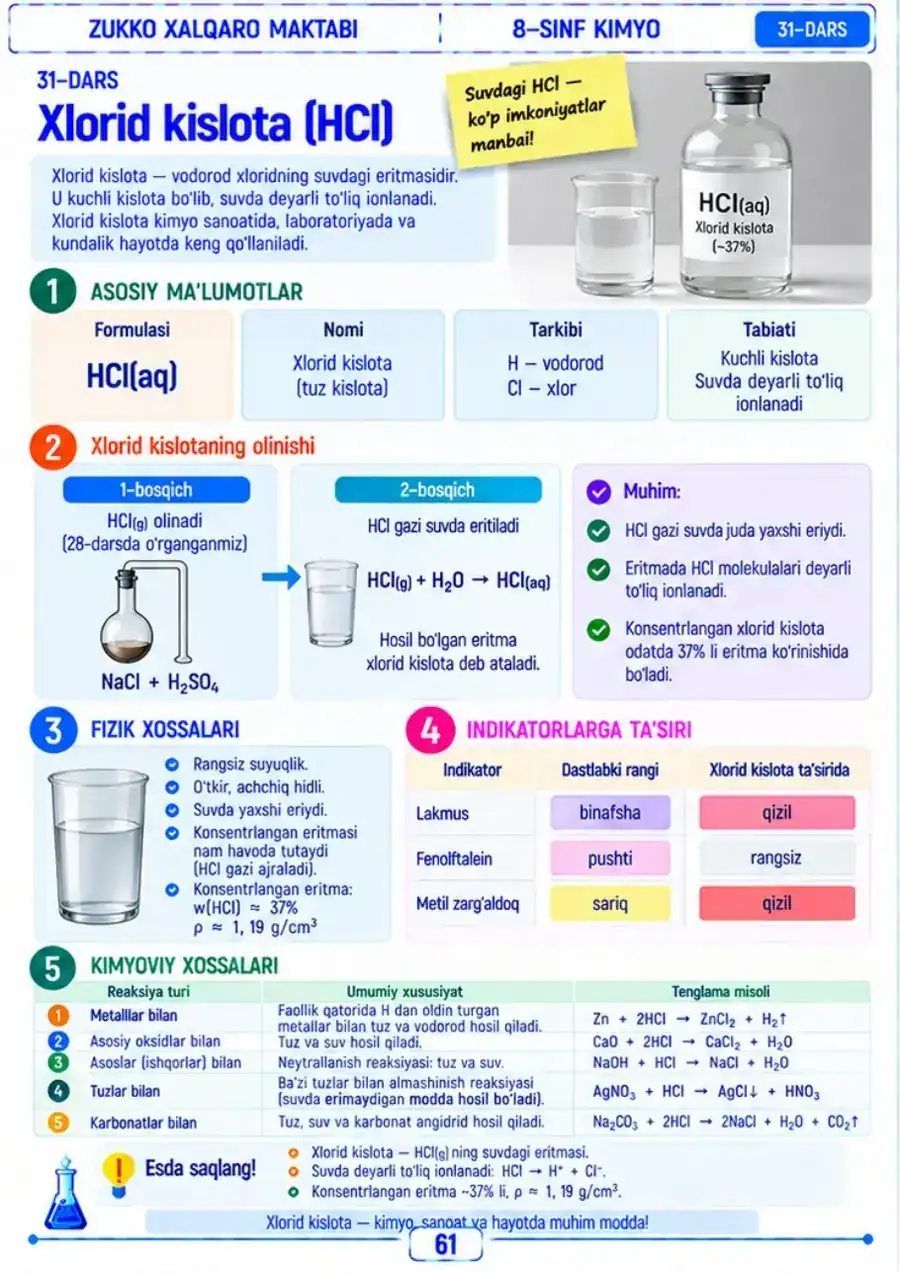 ZUKKO XALQARO MAKTABI
8–SINF KIMYO
31-DARS
31–DARS
Xlorid kislota (HCl)
Suvdagi HCl —
ko'p imkoniyatlar
manbai!
Xlorid kislota — vodorod xloridning suvdagi eritmasidir.
U kuchli kislota bo'lib, suvda deyarli to'liq ionlanadi.
Xlorid kislota kimyo sanoatida, laboratoriyada va
kundalik hayotda keng qo'llaniladi.
HCl(aq)
Xlorid kislota
(~37%)
1 ASOSIY MA'LUMOTLAR
Formulasi
HCl(aq)
Nomi
Xlorid kislota
(tuz kislota)
Tarkibi
H — vodorod
Cl — xlor
Tabiati
Kuchli kislota
Suvda deyarli to'liq
ionlanadi
2 Xlorid kislotaning olinishi
1-bosqich
HCl(g) olinadi
(28-darsda o'rganganmiz)
NaCl + H₂SO₄
2-bosqich
HCl gazi suvda eritiladi
HCl(g) + H₂O → HCl(aq)
Hosil bo'lgan eritma
xlorid kislota deb ataladi.
Muhim:
HCl gazi suvda juda yaxshi eriydi.
Eritmada HCl molekulalari deyarli
to'liq ionlanadi.
Konsentrlangan xlorid kislota
odatda 37% li eritma ko'rinishida
bo'ladi.
3 FIZIK XOSSALARI
Rangsiz suyuqlik.
O'tkir, achchiq hidli.
Suvda yaxshi eriydi.
Konsentrlangan eritmasi
nam havoda tutaydi
(HCl gazi ajraladi).
Konsentrlangan eritma:
w(HCl) ≈ 37%
ρ ≈ 1, 19 g/cm³
4 INDIKATORLARGA TA'SIRI
Indikator Dastlabki rangi Xlorid kislota ta'sirida
Lakmus binafsha qizil
Fenolftalein pushti rangsiz
Metil zarg'aldoq sariq qizil
5 KIMYOVIY XOSSALARI
Reaksiya turi Umumiy xususiyat Tenglama misoli
1 Metalllar bilan
Faollik qatorida H dan oldin turgan
metallar bilan tuz va vodorod hosil qiladi.
Zn + 2HCl → ZnCl₂ + H₂↑
2 Asosiy oksidlar bilan Tuz va suv hosil qiladi. CaO + 2HCl → CaCl₂ + H₂O
3 Asoslar (ishqorlar) bilan Neytrallanish reaksiyasi: tuz va suv. NaOH + HCl → NaCl + H₂O
4 Tuzlar bilan
Ba'zi tuzlar bilan almashinish reaksiyasi
(suvda erimaydigan modda hosil bo'ladi).
AgNO₃ + HCl → AgCl↓ + HNO₃
5 Karbonatlar bilan Tuz, suv va karbonat angidrid hosil qiladi. Na₂CO₃ + 2HCl → 2NaCl + H₂O + CO₂↑
Esda saqlang!
Xlorid kislota — HCl(g) ning suvdagi eritmasi.
Suvda deyarli to'liq ionlanadi: HCl → H⁺ + Cl⁻.
Konsentrlangan eritma ~37% li, ρ ≈ 1, 19 g/cm³.
Xlorid kislota — kimyo, sanoat va hayotda muhim modda!
61